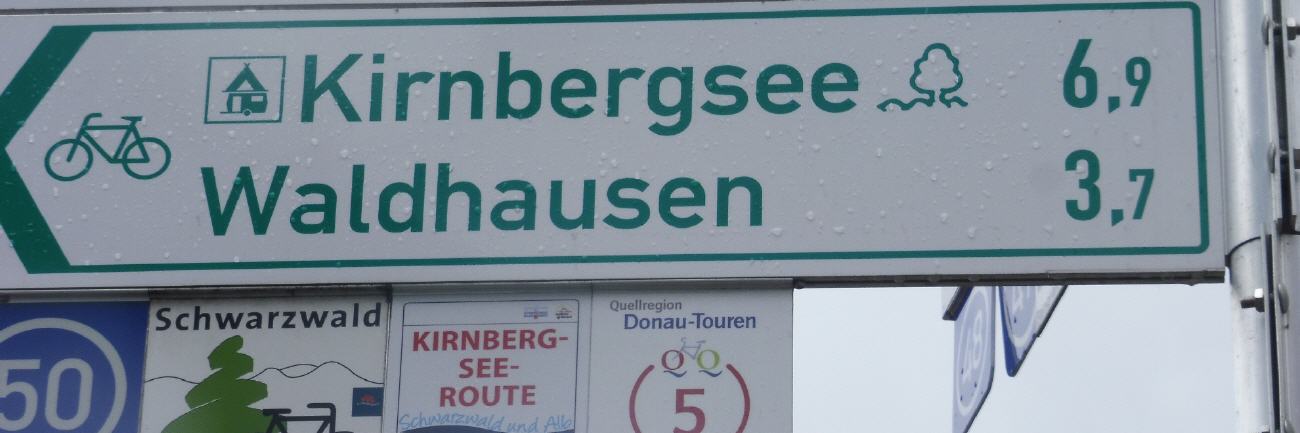 Kirnbergsee 6,9
Waldhausen 3,7
50
Schwarzwald
KIRNBERG-
SEE-
ROUTE
Schwarzwald und Alb
Quellregion
Donau-Touren
5